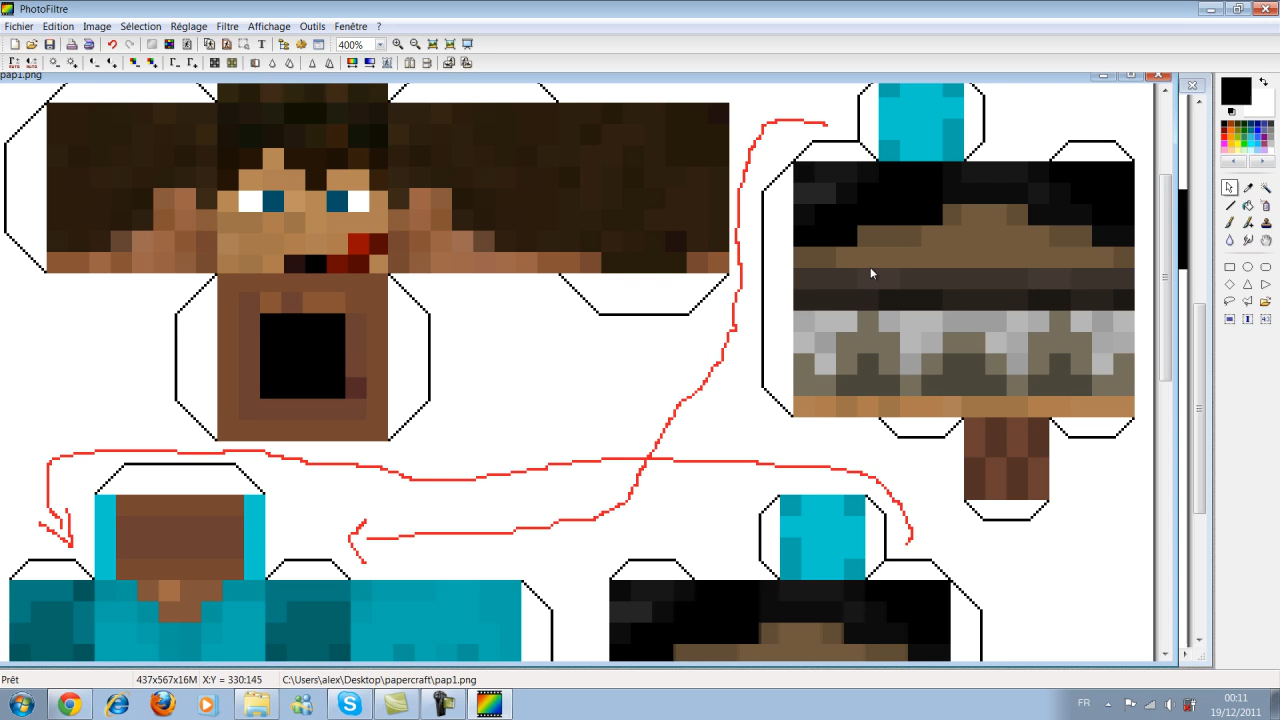 PhotoFiltre
Fichier Edition Image Sélection Réglage Filtre Affichage Outils Fenêtre ?
400%
pap1.png
Prêt 437x567x16M X:Y = 330:145 C:\Users\alex\Desktop\papercraft\pap1.png
FR 00:11
19/12/2011